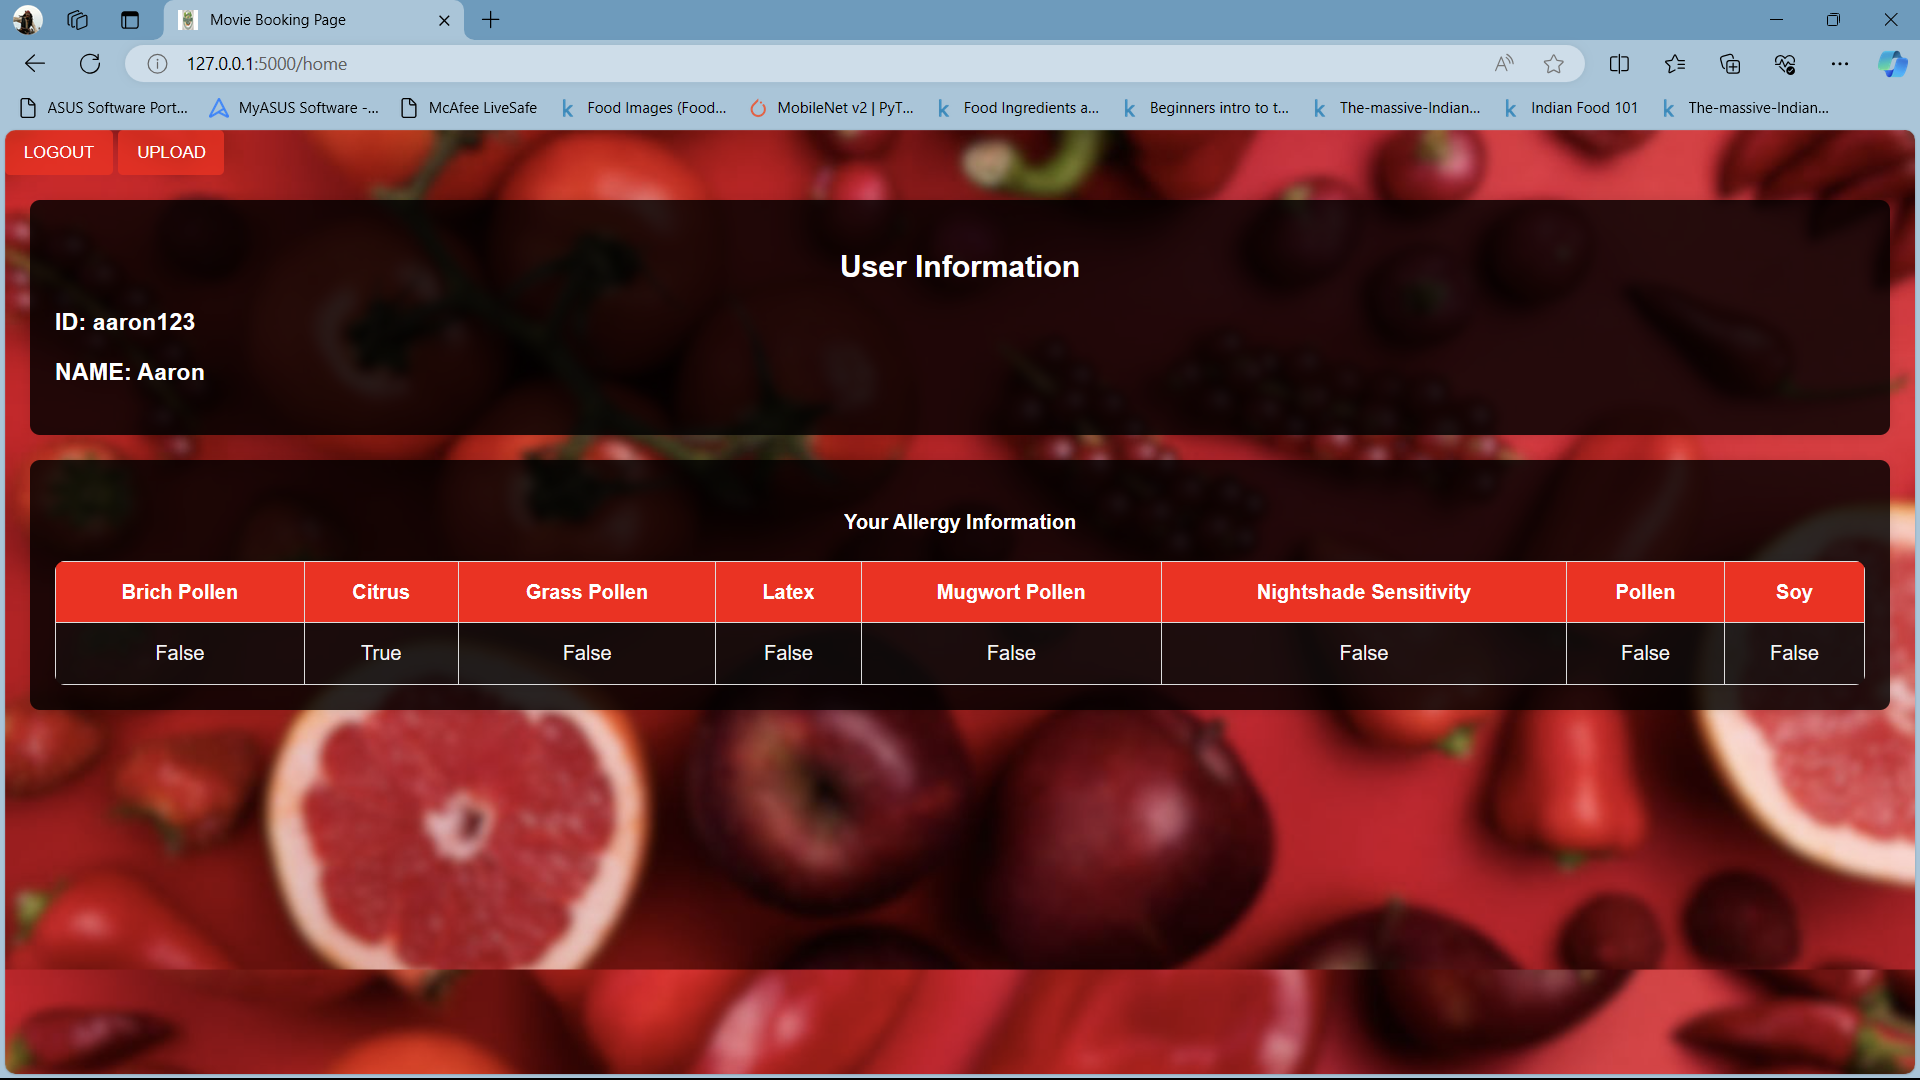 Movie Booking Page
127.0.0.1:5000/home
ASUS Software Port... MyASUS Software -... McAfee LiveSafe Food Images (Food... MobileNet v2 | PyT... Food Ingredients a... Beginners intro to t... The-massive-Indian... Indian Food 101 The-massive-Indian...
LOGOUT UPLOAD
User Information
ID: aaron123
NAME: Aaron
Your Allergy Information
Brich Pollen Citrus Grass Pollen Latex Mugwort Pollen Nightshade Sensitivity Pollen Soy
False True False False False False False False